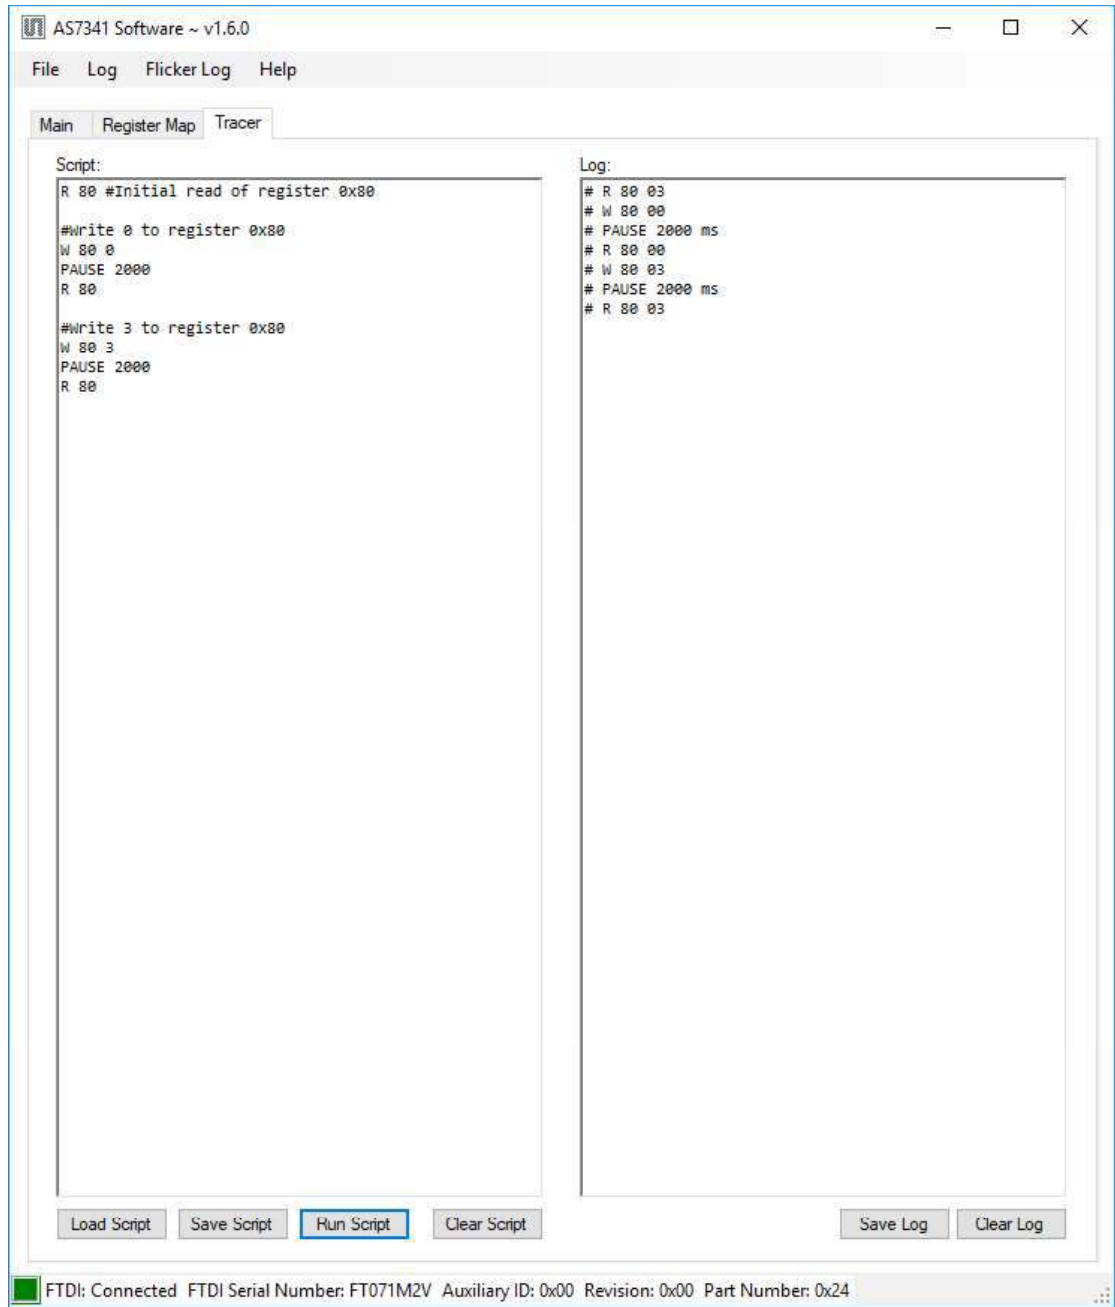 AS7341 Software ~ v1.6.0
File Log Flicker Log Help
Main Register Map Tracer
Script:
R 80 #Initial read of register 0x80
#Write 0 to register 0x80
W 80 0
PAUSE 2000
R 80
#Write 3 to register 0x80
W 80 3
PAUSE 2000
R 80
Log:
# R 80 03
# W 80 00
# PAUSE 2000 ms
# R 80 00
# W 80 03
# PAUSE 2000 ms
# R 80 03
Load Script Save Script Run Script Clear Script Save Log Clear Log
FTDI: Connected FTDI Serial Number: FT071M2V Auxiliary ID: 0x00 Revision: 0x00 Part Number: 0x24